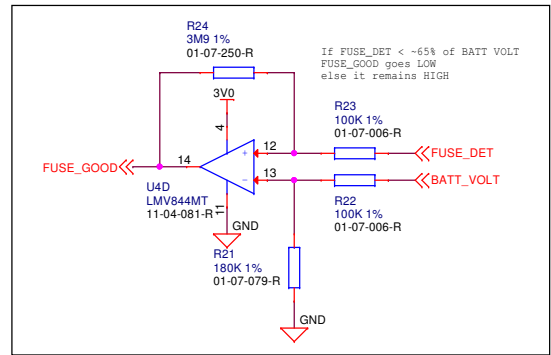 R24
3M9 1%
01-07-250-R
If FUSE_DET < ~65% of BATT VOLT
FUSE_GOOD goes LOW
else it remains HIGH
3V0
R23
100K 1%
01-07-006-R
4
12
+
FUSE_DET
FUSE_GOOD
14
13
-
BATT_VOLT
U4D
LMV844MT
11-04-081-R
11
R22
100K 1%
01-07-006-R
GND
R21
180K 1%
01-07-079-R
GND